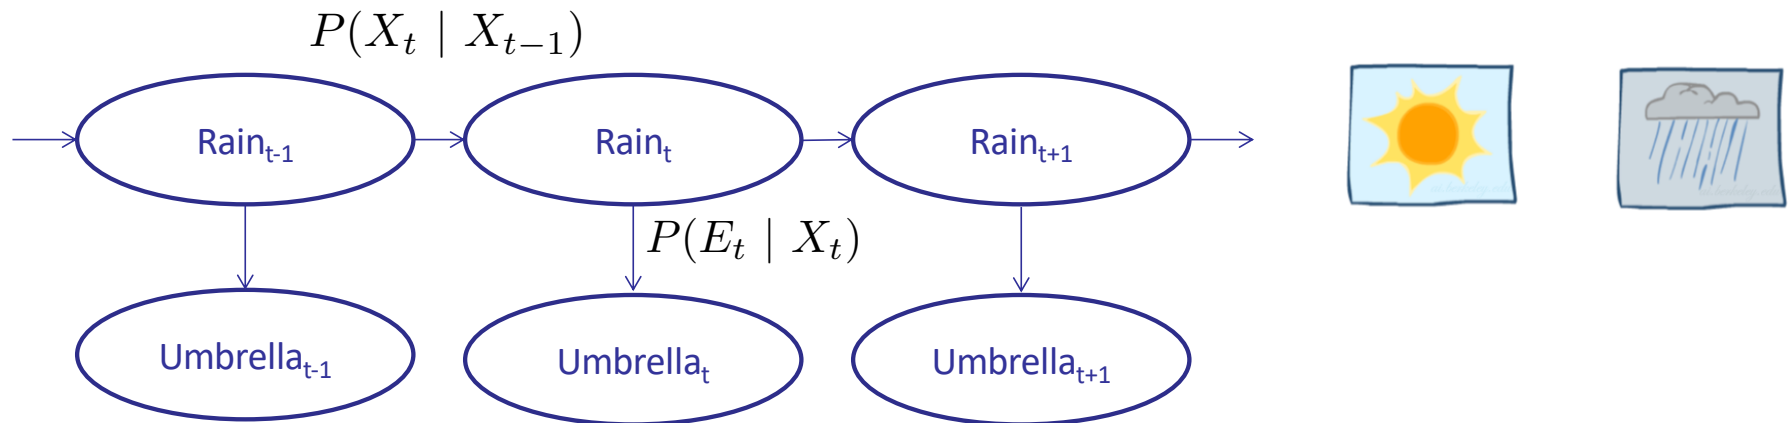 P(X_t | X_{t-1})
Rain_{t-1} Rain_t Rain_{t+1}
P(E_t | X_t)
Umbrella_{t-1} Umbrella_t Umbrella_{t+1}